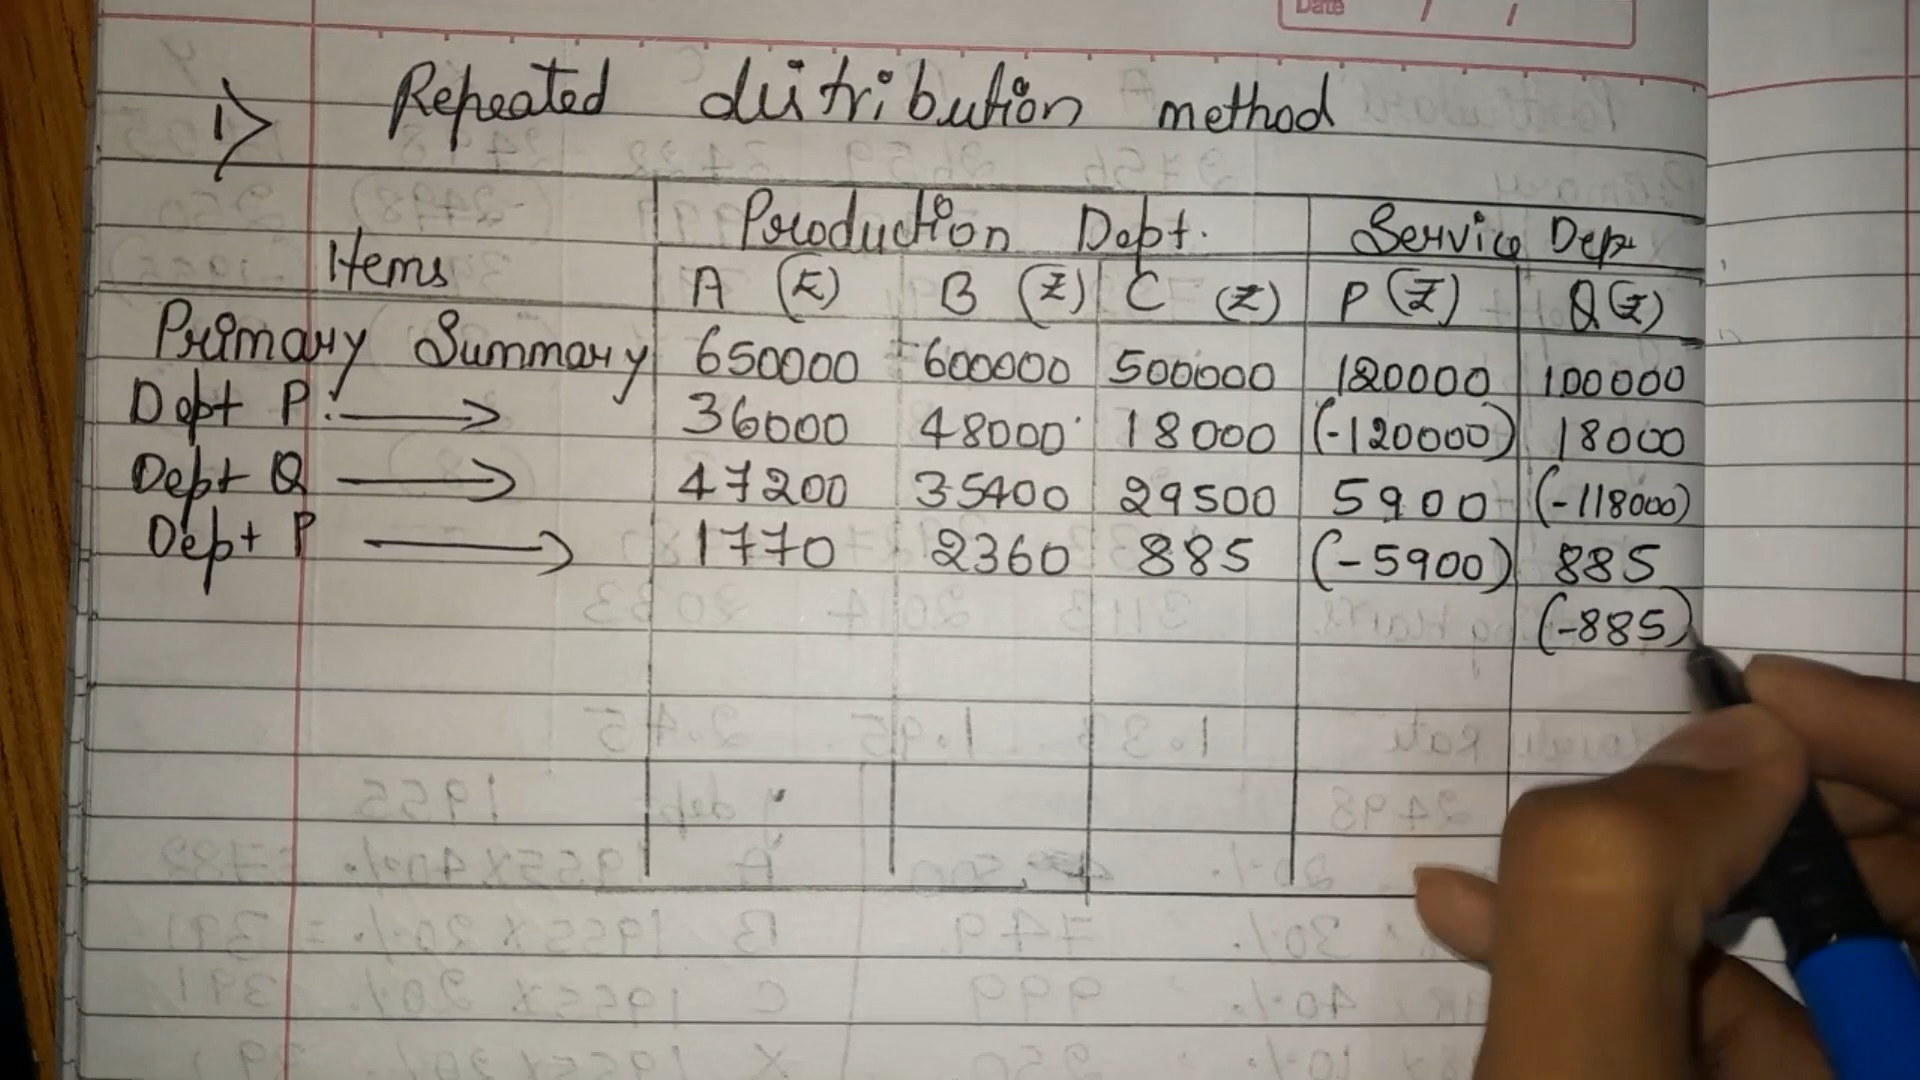 Date / /
1> Repeated distribution method
Items Production Dept. Service Dept
A (₹) B (₹) C (₹) P (₹) Q (₹)
Primary Summary 650000 600000 500000 120000 100000
Dept P: → 36000 48000 18000 (-120000) 18000
Dept Q → 47200 35400 29500 5900 (-118000)
Dept P → 1770 2360 885 (-5900) 885
(-885)